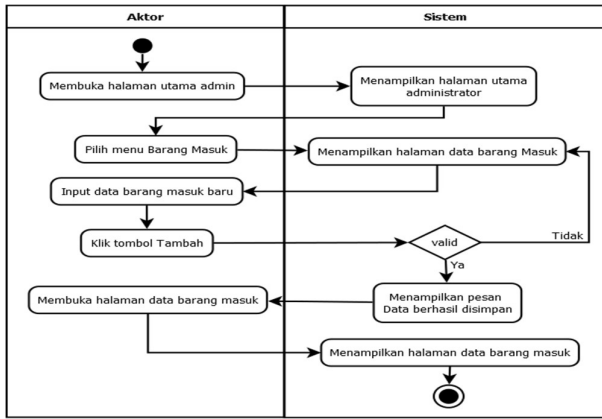 Aktor
Sistem
Membuka halaman utama admin
Menampilkan halaman utama
administrator
Pilih menu Barang Masuk
Menampilkan halaman data barang Masuk
Input data barang masuk baru
Klik tombol Tambah
valid
Tidak
Ya
Membuka halaman data barang masuk
Menampilkan pesan
Data berhasil disimpan
Menampilkan halaman data barang masuk